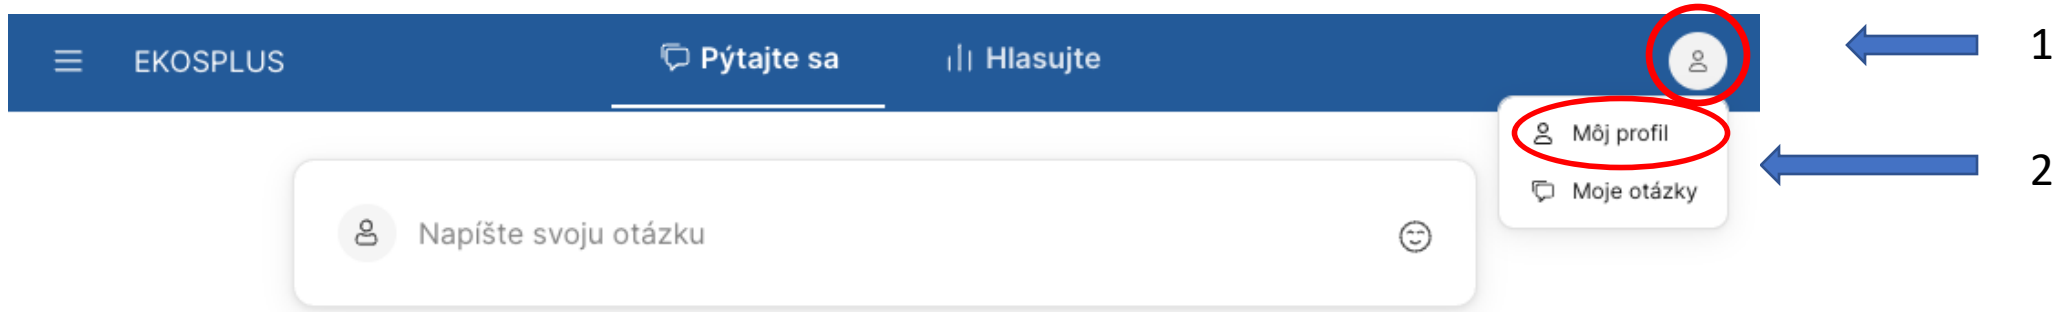 EKOSPLUS Pýtajte sa Hlasujte 1
Môj profil
2
Moje otázky
Napíšte svoju otázku